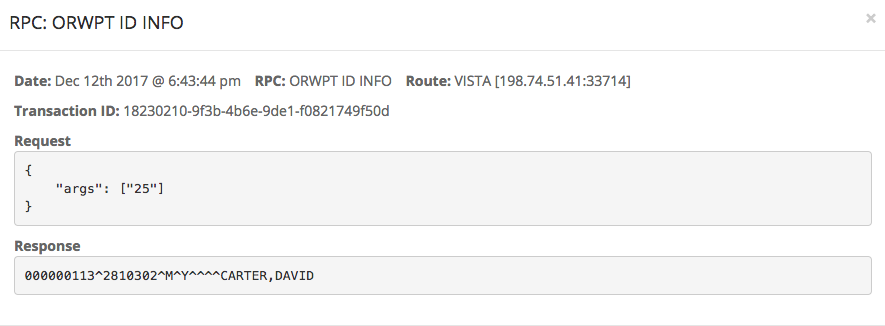 RPC: ORWPT ID INFO
×
Date: Dec 12th 2017 @ 6:43:44 pm RPC: ORWPT ID INFO Route: VISTA [198.74.51.41:33714]
Transaction ID: 18230210-9f3b-4b6e-9de1-f0821749f50d
Request
{
    "args": ["25"]
}
Response
000000113^2810302^M^Y^^^^CARTER,DAVID